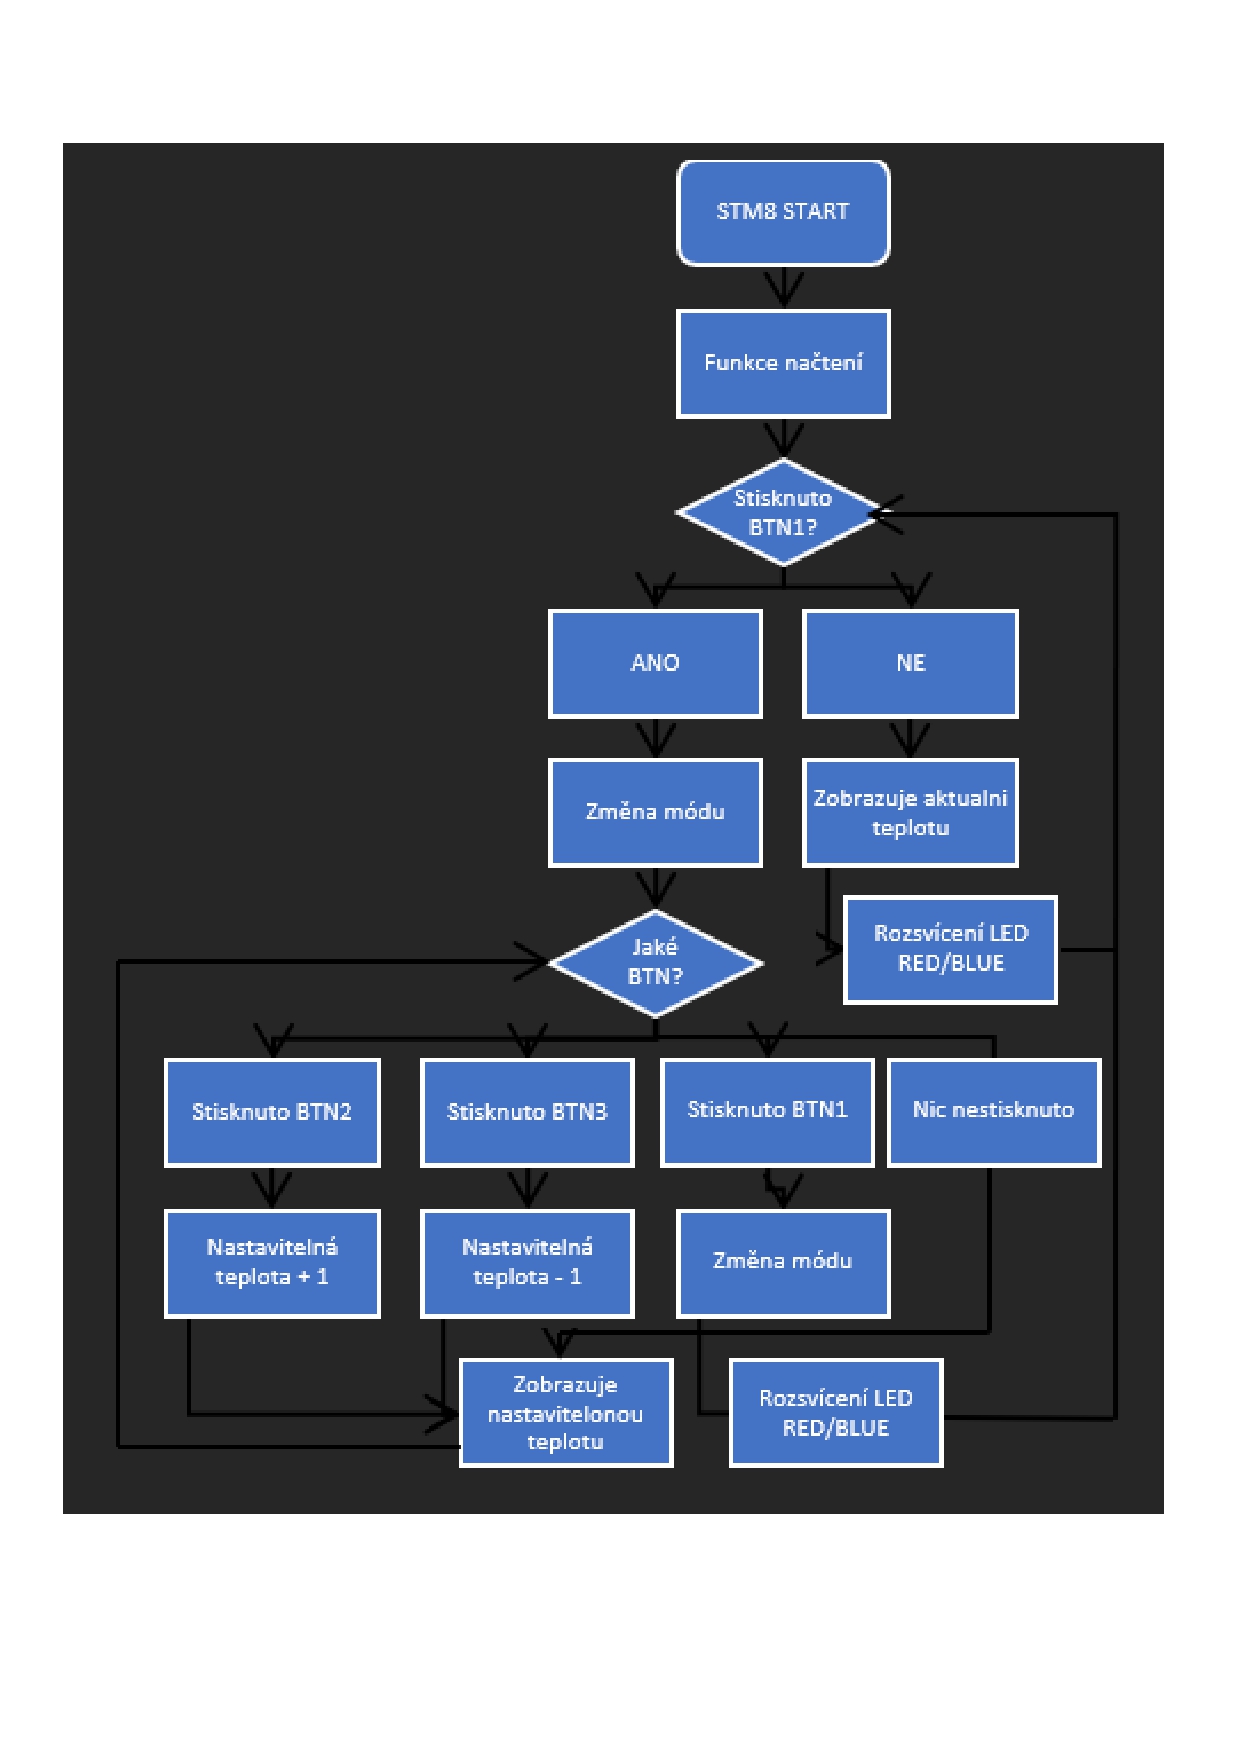 STM8 START
Funkce načtení
Stisknuto
BTN1?
ANO
NE
Změna módu
Zobrazuje aktualni
teplotu
Rozsvícení LED
RED/BLUE
Jaké
BTN?
Stisknuto BTN2
Stisknuto BTN3
Stisknuto BTN1
Nic nestisknuto
Nastavitelná
teplota + 1
Nastavitelná
teplota - 1
Změna módu
Zobrazuje
nastavitelonou
teplotu
Rozsvícení LED
RED/BLUE